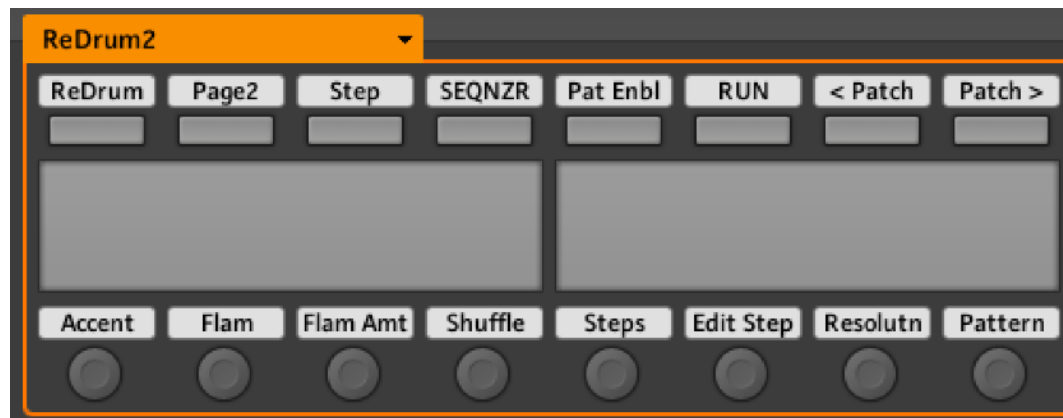 ReDrum2
ReDrum Page2 Step SEQNZR Pat Enbl RUN < Patch Patch >
Accent Flam Flam Amt Shuffle Steps Edit Step Resolutn Pattern